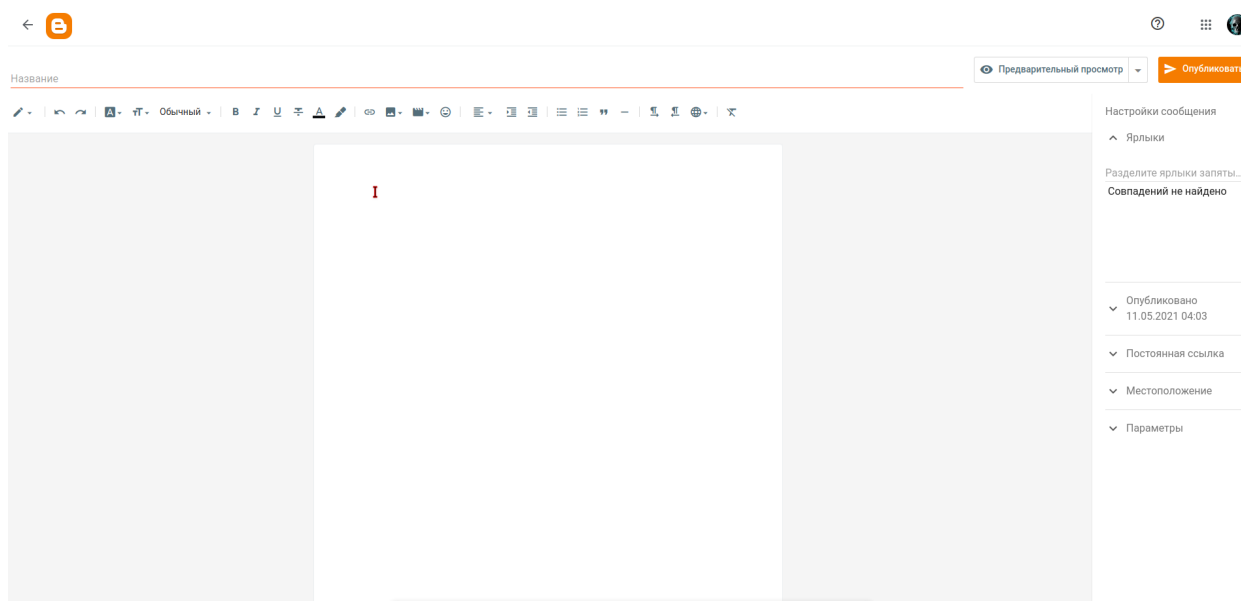 Название
Предварительный просмотр
Опубликовать
Обычный
Настройки сообщения
Ярлыки
Разделите ярлыки запяты...
Совпадений не найдено
Опубликовано
11.05.2021 04:03
Постоянная ссылка
Местоположение
Параметры